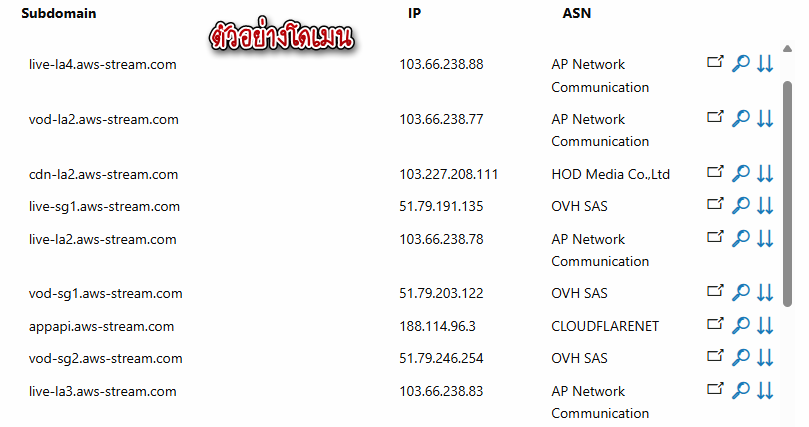 Subdomain IP ASN
ตัวอย่างโดเมน
live-la4.aws-stream.com 103.66.238.88 AP Network
Communication
vod-la2.aws-stream.com 103.66.238.77 AP Network
Communication
cdn-la2.aws-stream.com 103.227.208.111 HOD Media Co.,Ltd
live-sg1.aws-stream.com 51.79.191.135 OVH SAS
live-la2.aws-stream.com 103.66.238.78 AP Network
Communication
vod-sg1.aws-stream.com 51.79.203.122 OVH SAS
appapi.aws-stream.com 188.114.96.3 CLOUDFLARENET
vod-sg2.aws-stream.com 51.79.246.254 OVH SAS
live-la3.aws-stream.com 103.66.238.83 AP Network
Communication